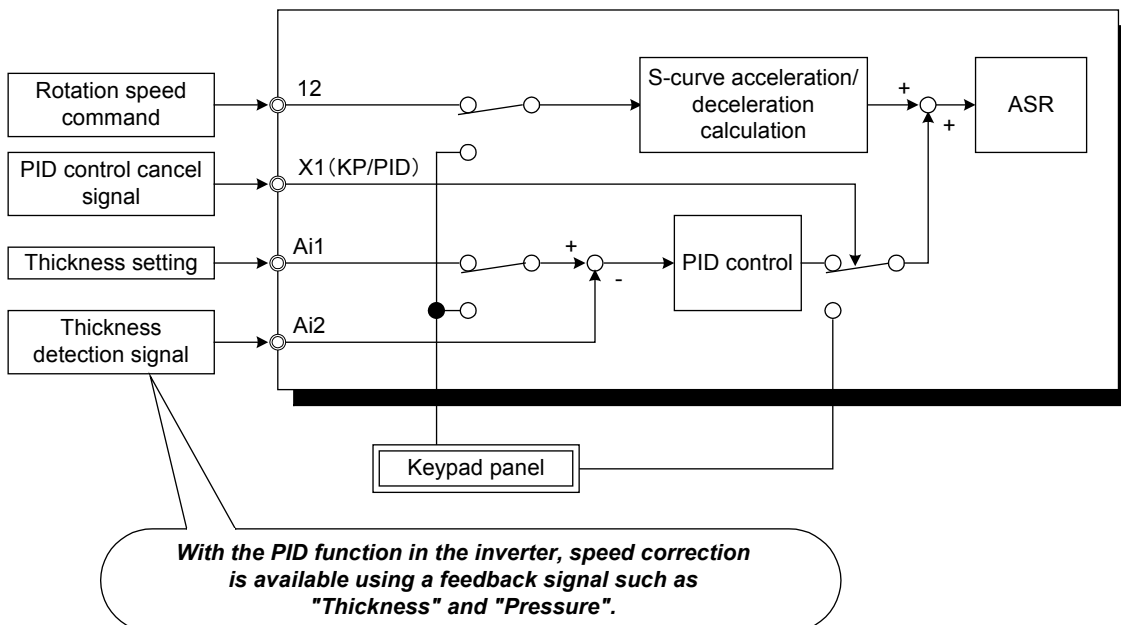 Rotation speed
command
12
S-curve acceleration/
deceleration
calculation
+
+
ASR
PID control cancel
signal
X1(KP/PID)
Thickness setting
Ai1
+
-
PID control
Thickness
detection signal
Ai2
Keypad panel
With the PID function in the inverter, speed correction
is available using a feedback signal such as
"Thickness" and "Pressure".